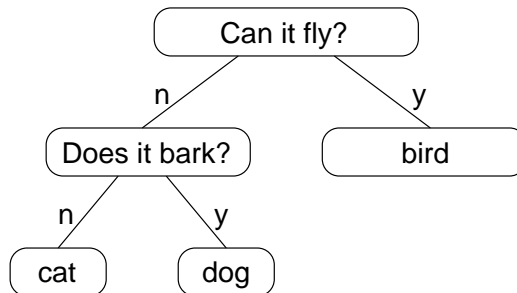 Can it fly?
n
y
Does it bark?
bird
n
y
cat
dog